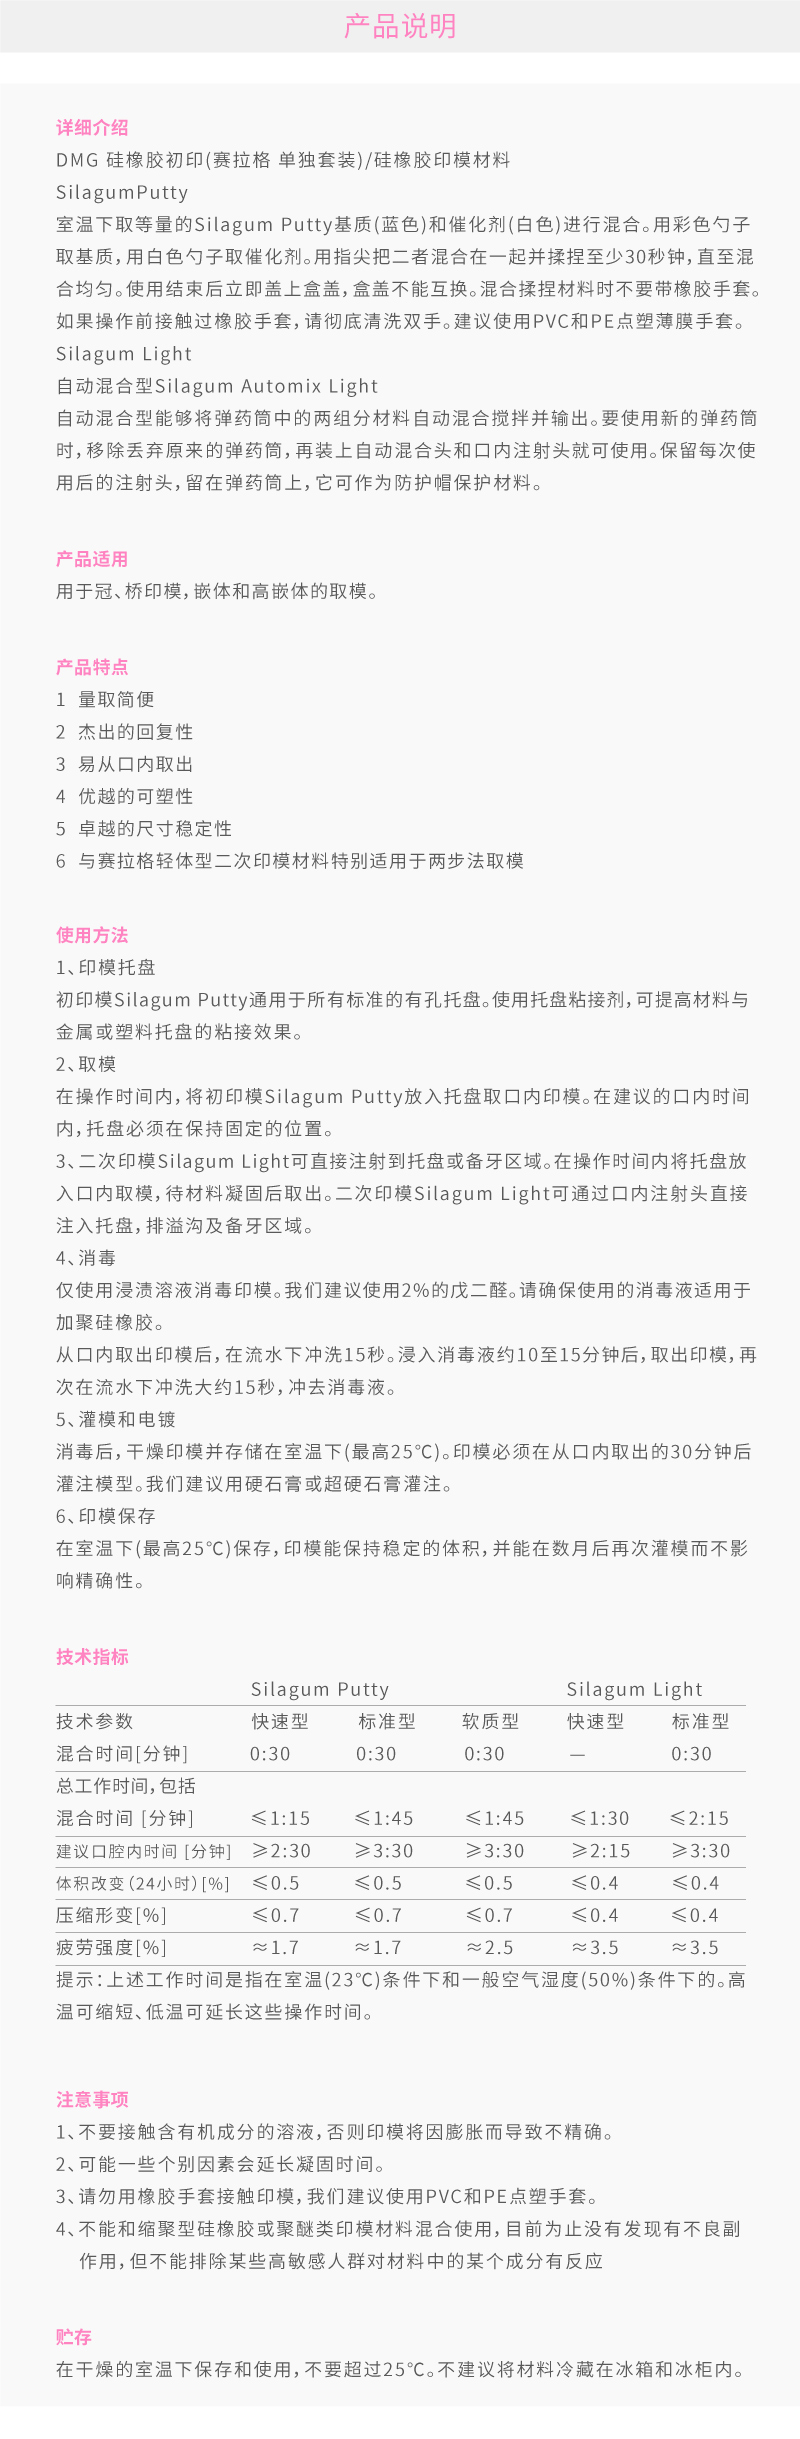 产品说明
详细介绍
DMG 硅橡胶初印(赛拉格 单独套装)/硅橡胶印模材料
SilagumPutty
室温下取等量的Silagum Putty基质(蓝色)和催化剂(白色)进行混合。用彩色勺子
取基质，用白色勺子取催化剂。用指尖把二者混合在一起并揉捏至少30秒钟，直至混
合均匀。使用结束后立即盖上盒盖，盒盖不能互换。混合揉捏材料时不要带橡胶手套。
如果操作前接触过橡胶手套，请彻底清洗双手。建议使用PVC和PE点塑薄膜手套。
Silagum Light
自动混合型Silagum Automix Light
自动混合型能够将弹药筒中的两组分材料自动混合搅拌并输出。要使用新的弹药筒
时，移除丢弃原来的弹药筒，再装上自动混合头和口内注射头就可使用。保留每次使
用后的注射头，留在弹药筒上，它可作为防护帽保护材料。
产品适用
用于冠、桥印模，嵌体和高嵌体的取模。
产品特点
1 量取简便
2 杰出的回复性
3 易从口内取出
4 优越的可塑性
5 卓越的尺寸稳定性
6 与赛拉格轻体型二次印模材料特别适用于两步法取模
使用方法
1、印模托盘
初印模Silagum Putty通用于所有标准的有孔托盘。使用托盘粘接剂，可提高材料与
金属或塑料托盘的粘接效果。
2、取模
在操作时间内，将初印模Silagum Putty放入托盘取口内印模。在建议的口内时间
内，托盘必须在保持固定的位置。
3、二次印模Silagum Light可直接注射到托盘或备牙区域。在操作时间内将托盘放
入口内取模，待材料凝固后取出。二次印模Silagum Light可通过口内注射头直接
注入托盘，排溢沟及备牙区域。
4、消毒
仅使用浸渍溶液消毒印模。我们建议使用2%的戊二醛。请确保使用的消毒液适用于
加聚硅橡胶。
从口内取出印模后，在流水下冲洗15秒。浸入消毒液约10至15分钟后，取出印模，再
次在流水下冲洗大约15秒，冲去消毒液。
5、灌模和电镀
消毒后，干燥印模并存储在室温下(最高25℃)。印模必须在从口内取出的30分钟后
灌注模型。我们建议用硬石膏或超硬石膏灌注。
6、印模保存
在室温下(最高25℃)保存，印模能保持稳定的体积，并能在数月后再次灌模而不影
响精确性。
技术指标
Silagum Putty Silagum Light
技术参数 快速型 标准型 软质型 快速型 标准型
混合时间[分钟] 0:30 0:30 0:30 — 0:30
总工作时间，包括
混合时间 [分钟] ≤1:15 ≤1:45 ≤1:45 ≤1:30 ≤2:15
建议口腔内时间 [分钟] ≥2:30 ≥3:30 ≥3:30 ≥2:15 ≥3:30
体积改变（24小时）[%] ≤0.5 ≤0.5 ≤0.5 ≤0.4 ≤0.4
压缩形变[%] ≤0.7 ≤0.7 ≤0.7 ≤0.4 ≤0.4
疲劳强度[%] ≈1.7 ≈1.7 ≈2.5 ≈3.5 ≈3.5
提示：上述工作时间是指在室温(23℃)条件下和一般空气湿度(50%)条件下的。高
温可缩短、低温可延长这些操作时间。
注意事项
1、不要接触含有机成分的溶液，否则印模将因膨胀而导致不精确。
2、可能一些个别因素会延长凝固时间。
3、请勿用橡胶手套接触印模，我们建议使用PVC和PE点塑手套。
4、不能和缩聚型硅橡胶或聚醚类印模材料混合使用，目前为止没有发现有不良副
作用，但不能排除某些高敏感人群对材料中的某个成分有反应
贮存
在干燥的室温下保存和使用，不要超过25℃。不建议将材料冷藏在冰箱和冰柜内。